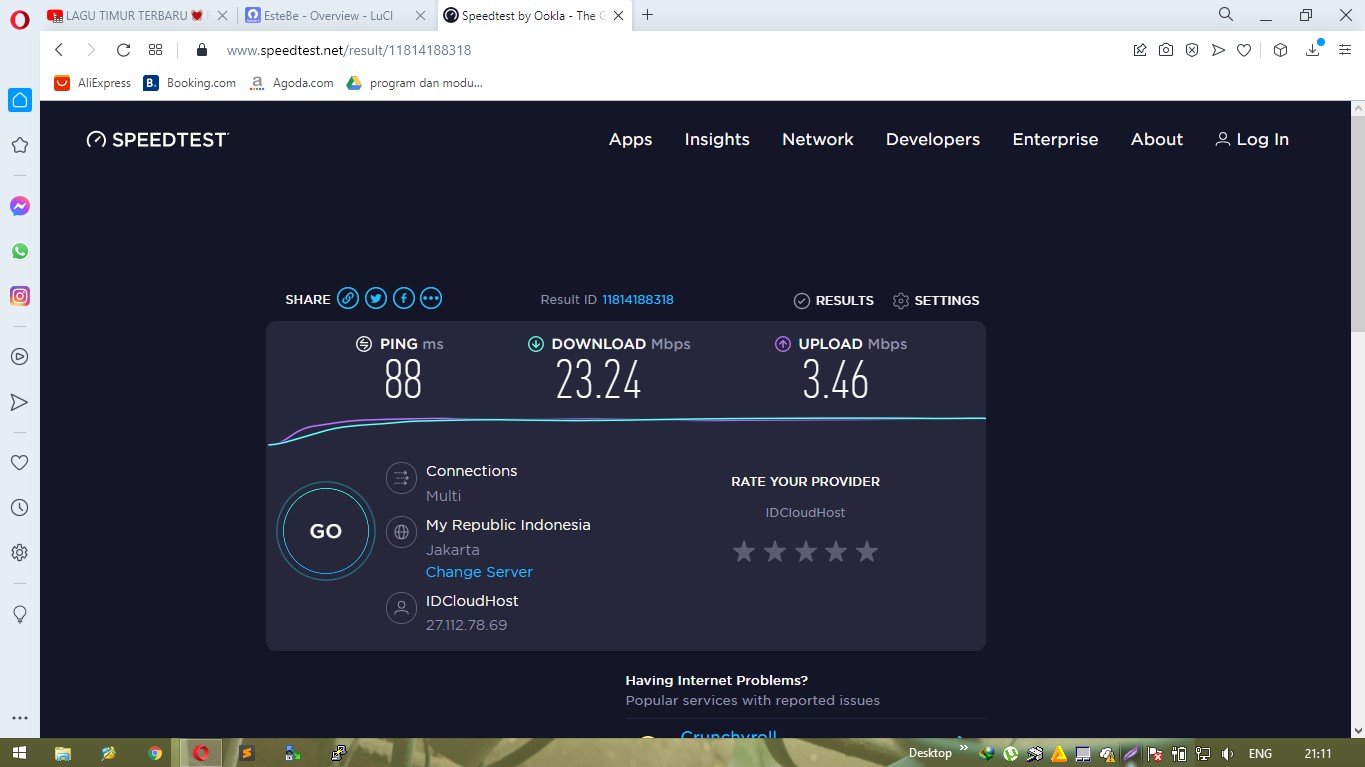 LAGU TIMUR TERBARU
EsteBe - Overview - LuCI
Speedtest by Ookla - The G
www.speedtest.net/result/11814188318
AliExpress
B. Booking.com
a Agoda.com
program dan modu...
SPEEDTEST
Apps Insights Network Developers Enterprise About Log In
SHARE
Result ID 11814188318
RESULTS SETTINGS
PING ms
88
DOWNLOAD Mbps
23.24
UPLOAD Mbps
3.46
GO
Connections
Multi
My Republic Indonesia
Jakarta
Change Server
IDCloudHost
27.112.78.69
RATE YOUR PROVIDER
IDCloudHost
Having Internet Problems?
Popular services with reported issues
Crunchyroll
Desktop
ENG
21:11